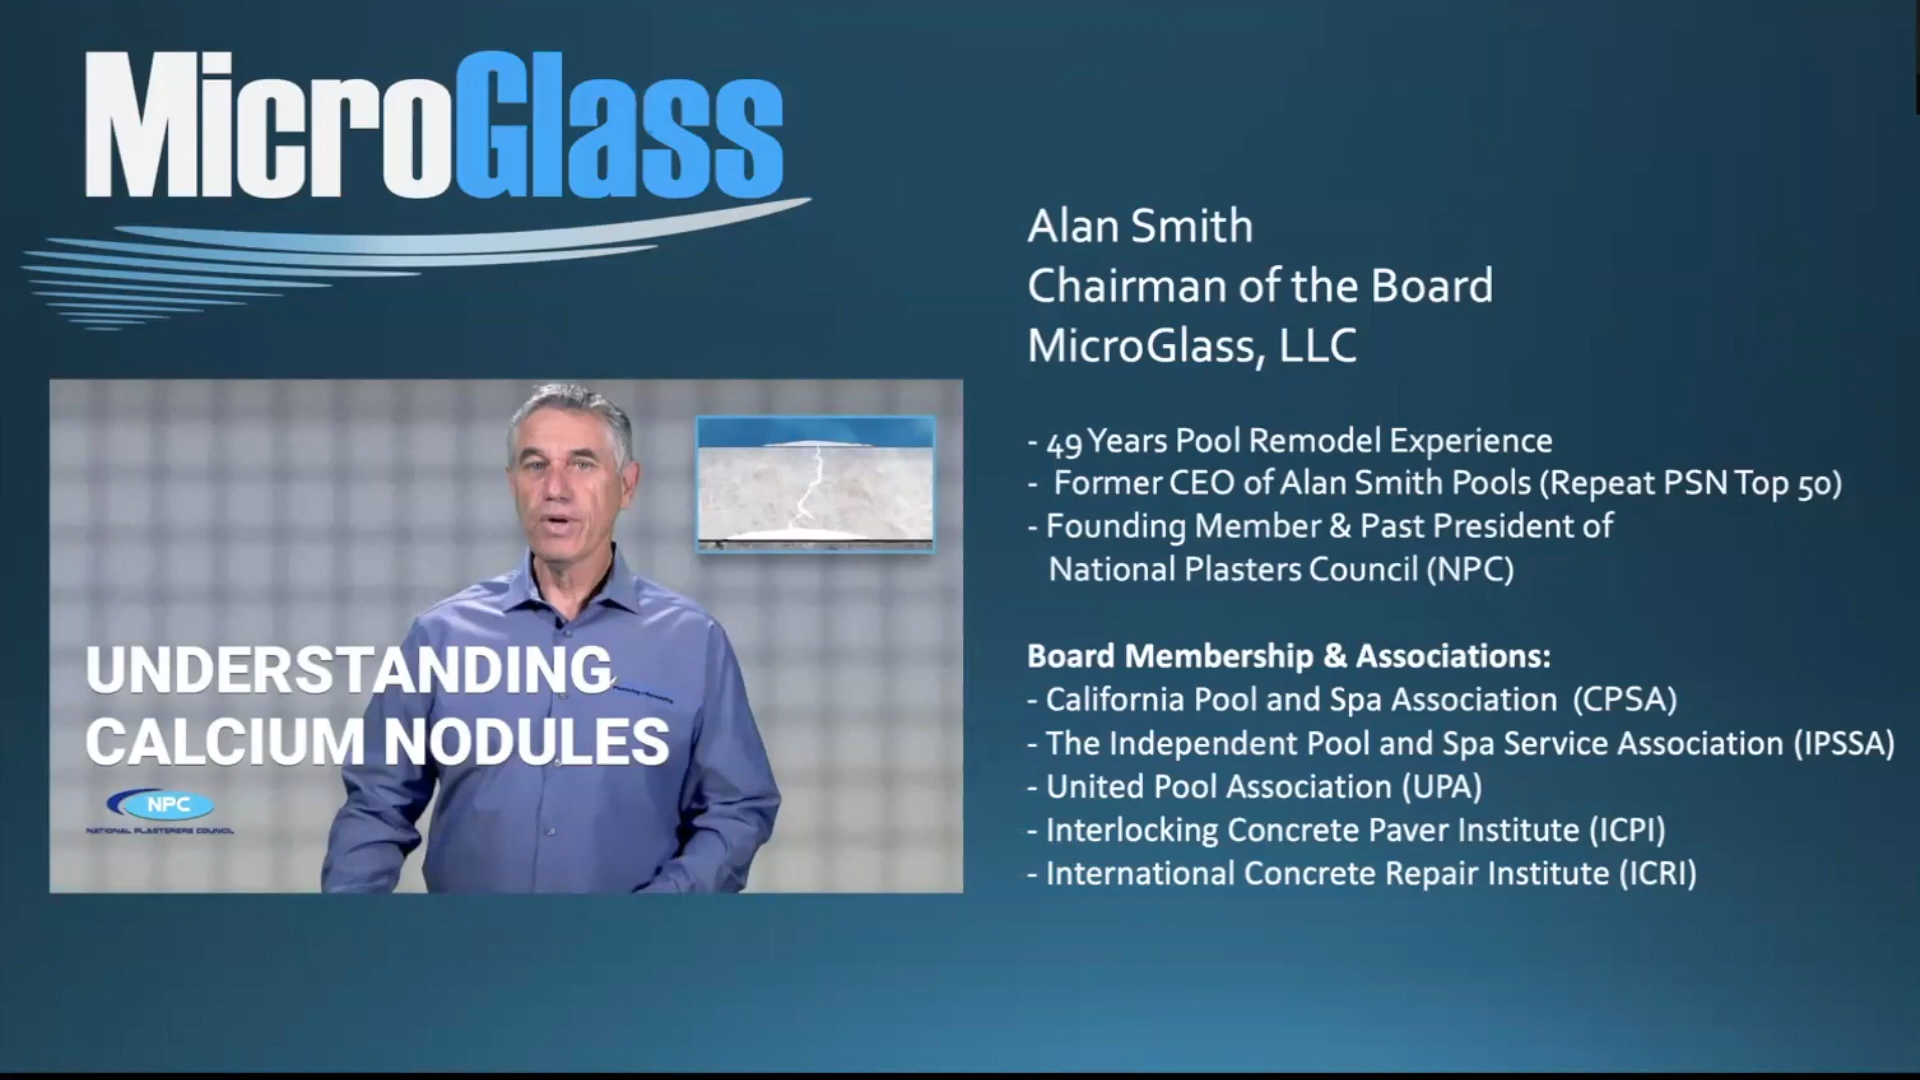 MicroGlass
Alan Smith
Chairman of the Board
MicroGlass, LLC
- 49 Years Pool Remodel Experience
- Former CEO of Alan Smith Pools (Repeat PSN Top 50)
- Founding Member & Past President of
National Plasters Council (NPC)
Board Membership & Associations:
- California Pool and Spa Association (CPSA)
- The Independent Pool and Spa Service Association (IPSSA)
- United Pool Association (UPA)
- Interlocking Concrete Paver Institute (ICPI)
- International Concrete Repair Institute (ICRI)
UNDERSTANDING
CALCIUM NODULES
NPC
NATIONAL PLASTERERS COUNCIL